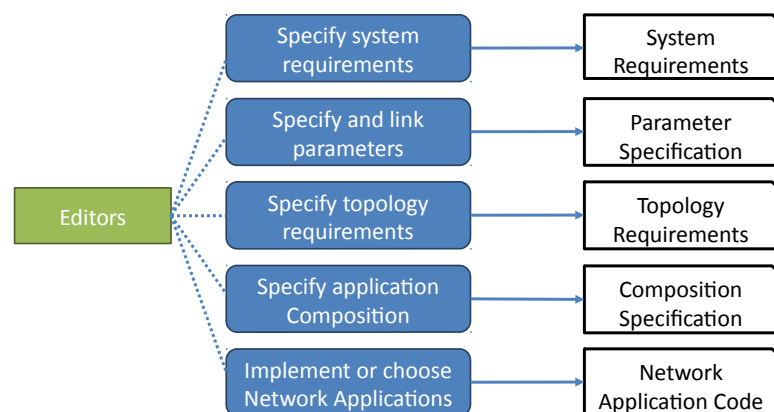 Specify system
requirements
System
Requirements
Specify and link
parameters
Parameter
Specification
Editors
Specify topology
requirements
Topology
Requirements
Specify application
Composition
Composition
Specification
Implement or choose
Network Applications
Network
Application Code